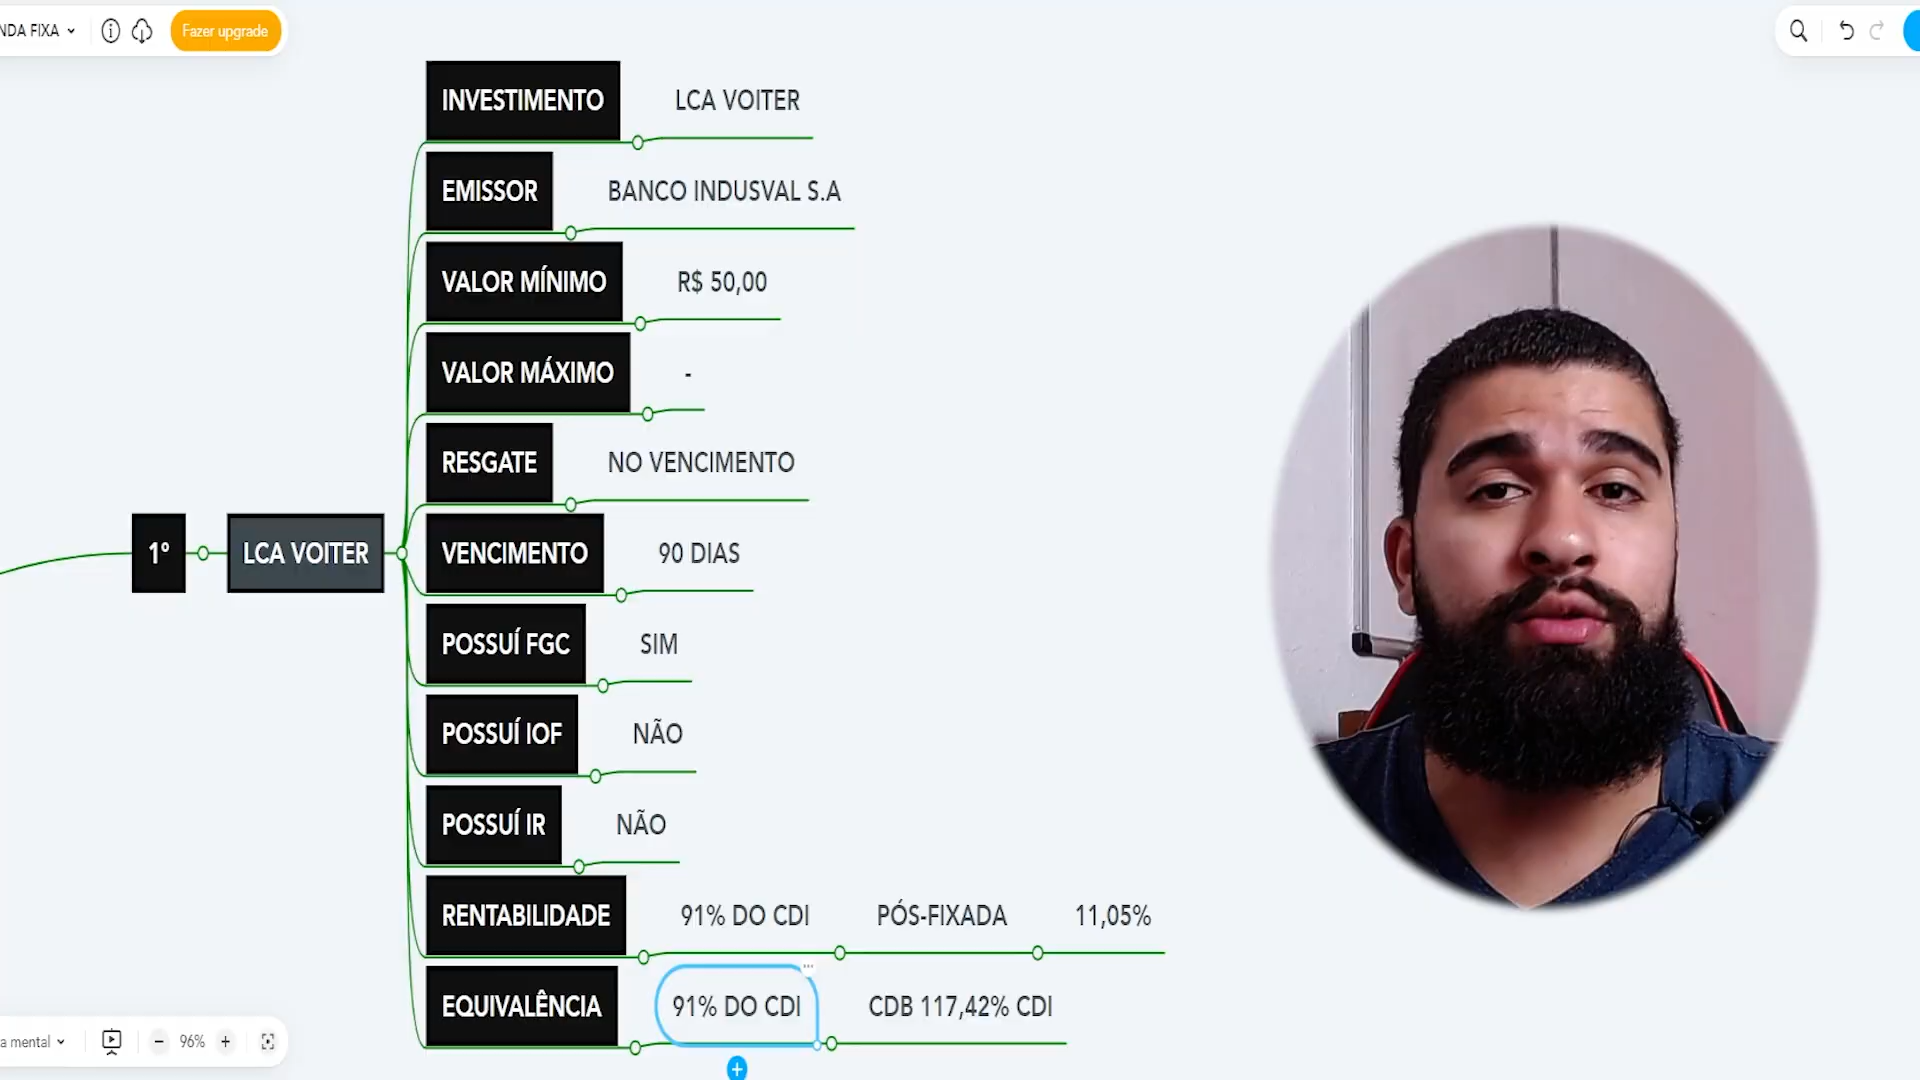 NDA FIXA
Fazer upgrade
INVESTIMENTO LCA VOITER
EMISSOR BANCO INDUSVAL S.A
VALOR MÍNIMO R$ 50,00
VALOR MÁXIMO -
RESGATE NO VENCIMENTO
1º LCA VOITER VENCIMENTO 90 DIAS
POSSUÍ FGC SIM
POSSUÍ IOF NÃO
POSSUÍ IR NÃO
RENTABILIDADE 91% DO CDI PÓS-FIXADA 11,05%
EQUIVALÊNCIA 91% DO CDI CDB 117,42% CDI
a mental 96%